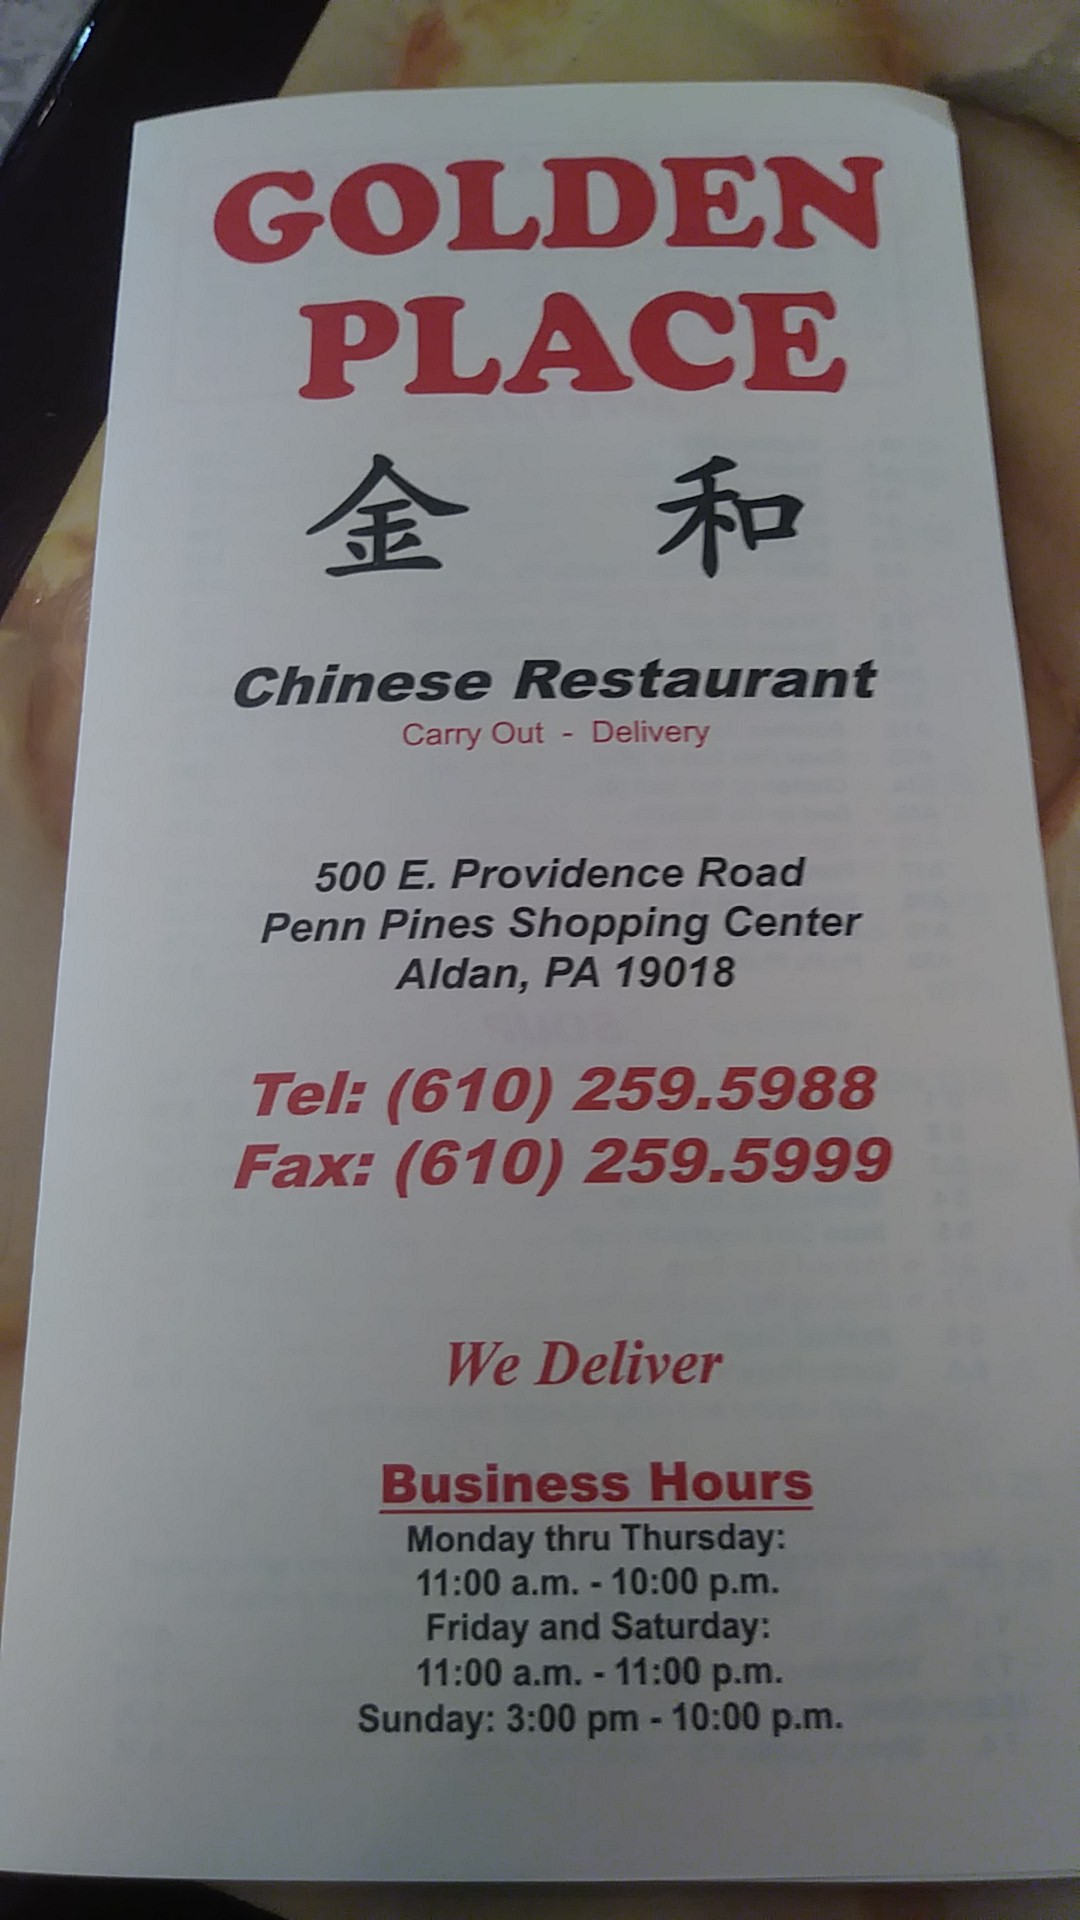 GOLDEN
PLACE
金 和
Chinese Restaurant
Carry Out - Delivery
500 E. Providence Road
Penn Pines Shopping Center
Aldan, PA 19018
Tel: (610) 259.5988
Fax: (610) 259.5999
We Deliver
Business Hours
Monday thru Thursday:
11:00 a.m. - 10:00 p.m.
Friday and Saturday:
11:00 a.m. - 11:00 p.m.
Sunday: 3:00 pm - 10:00 p.m.